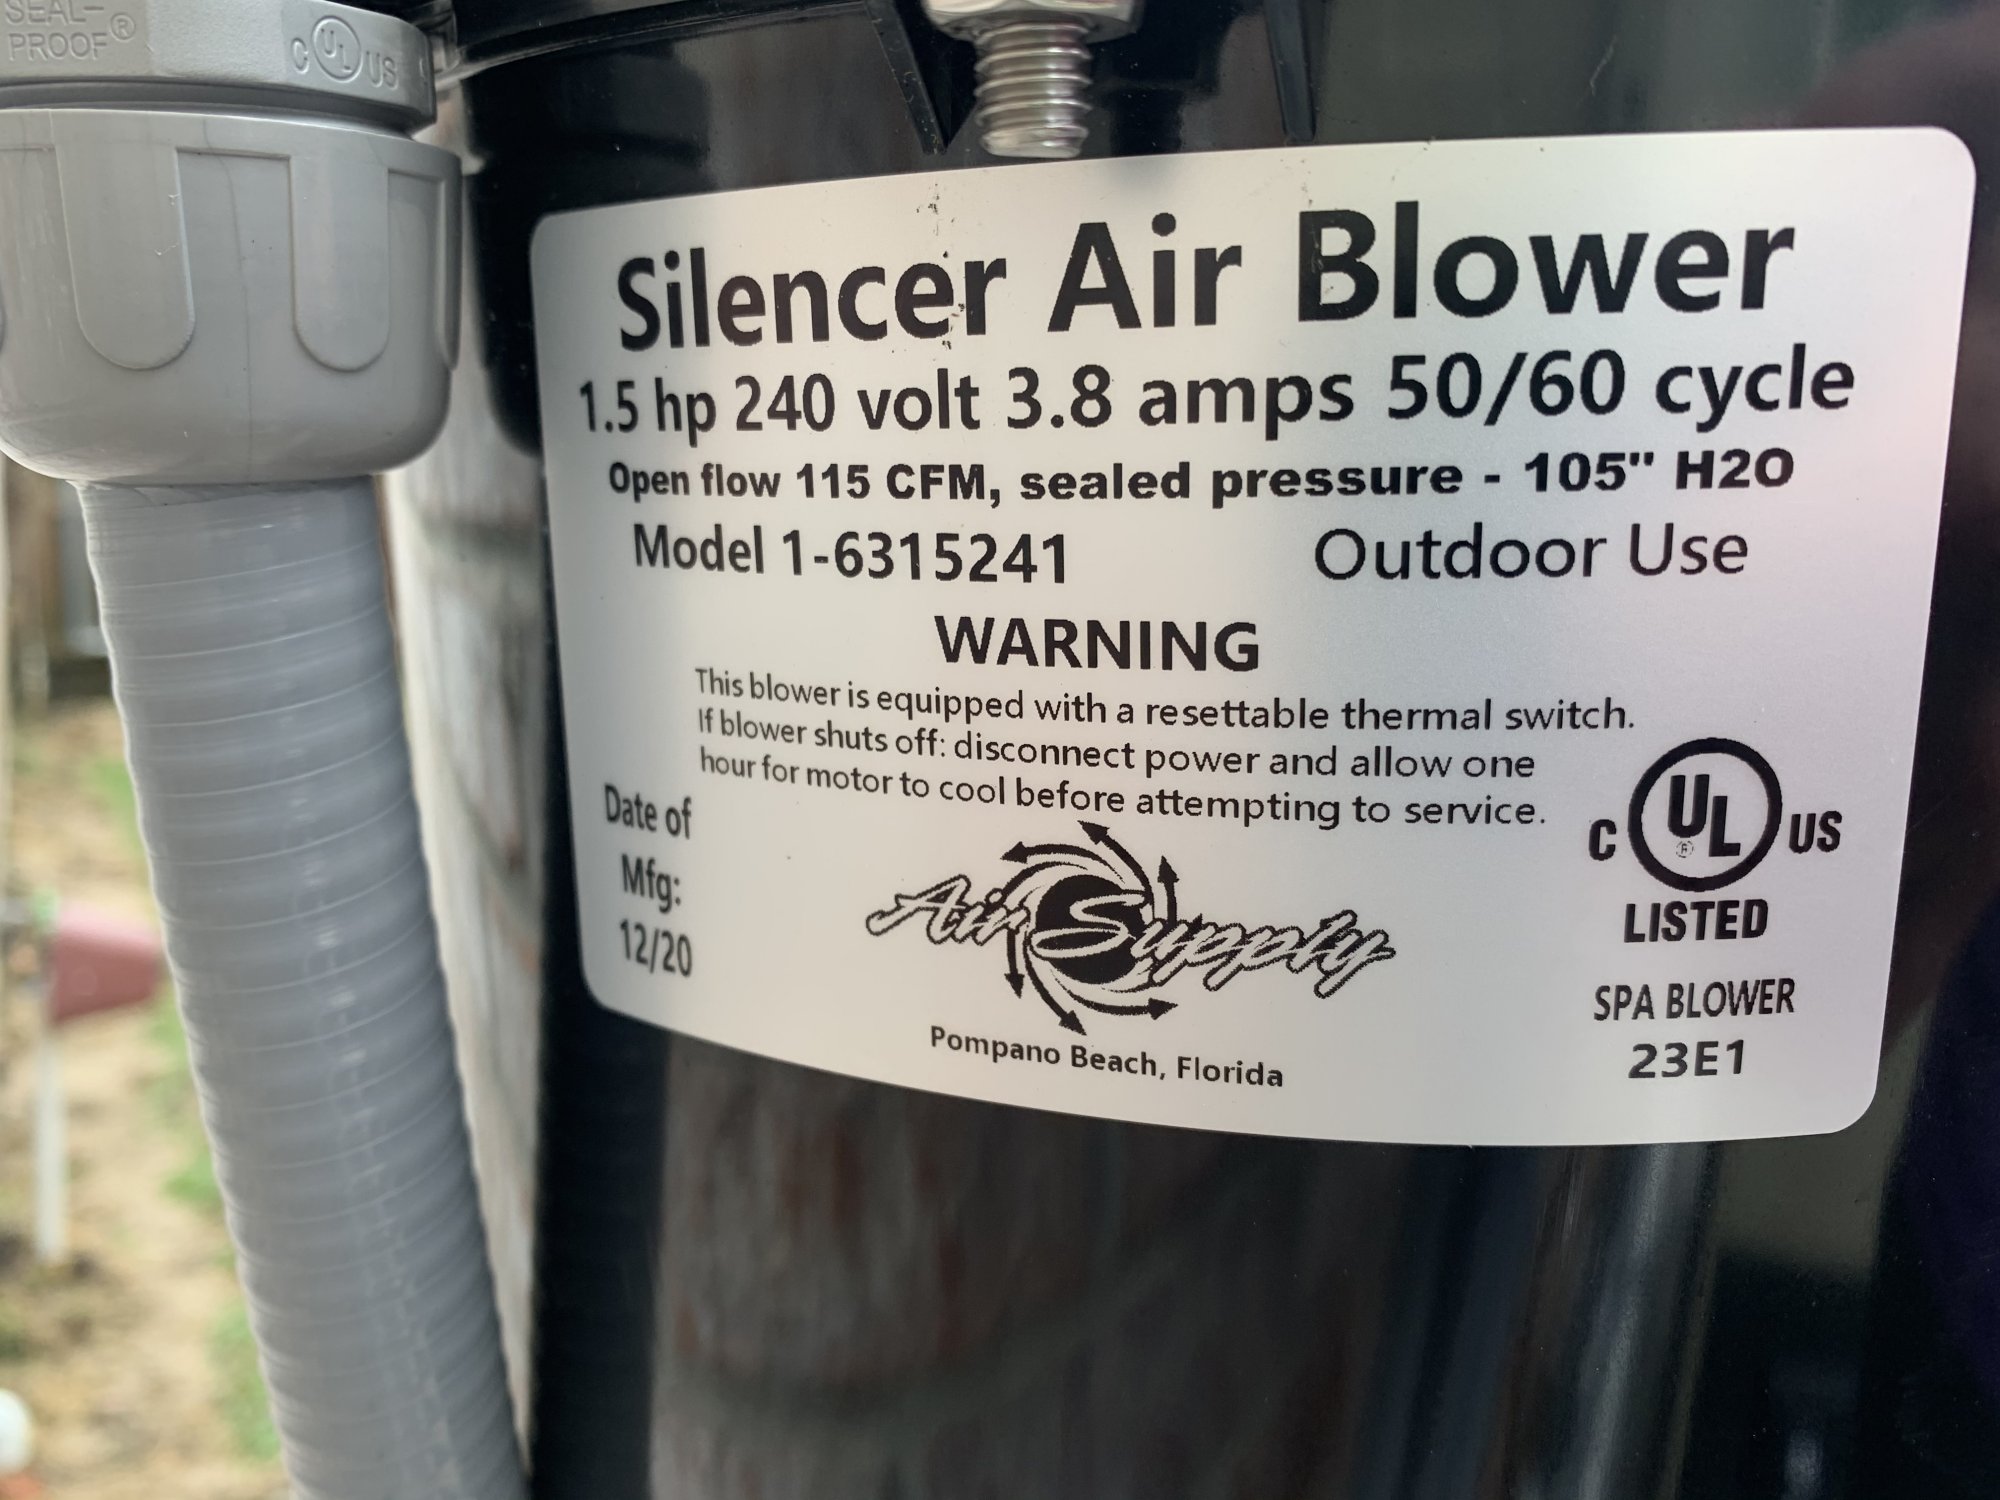 SEAL-
PROOF®
C UL US
Silencer Air Blower
1.5 hp 240 volt 3.8 amps 50/60 cycle
Open flow 115 CFM, sealed pressure - 105" H2O
Model 1-6315241 Outdoor Use
WARNING
This blower is equipped with a resettable thermal switch.
If blower shuts off: disconnect power and allow one
hour for motor to cool before attempting to service.
Date of
Mfg:
12/20
Air Supply
Pompano Beach, Florida
C UL® US
LISTED
SPA BLOWER
23E1